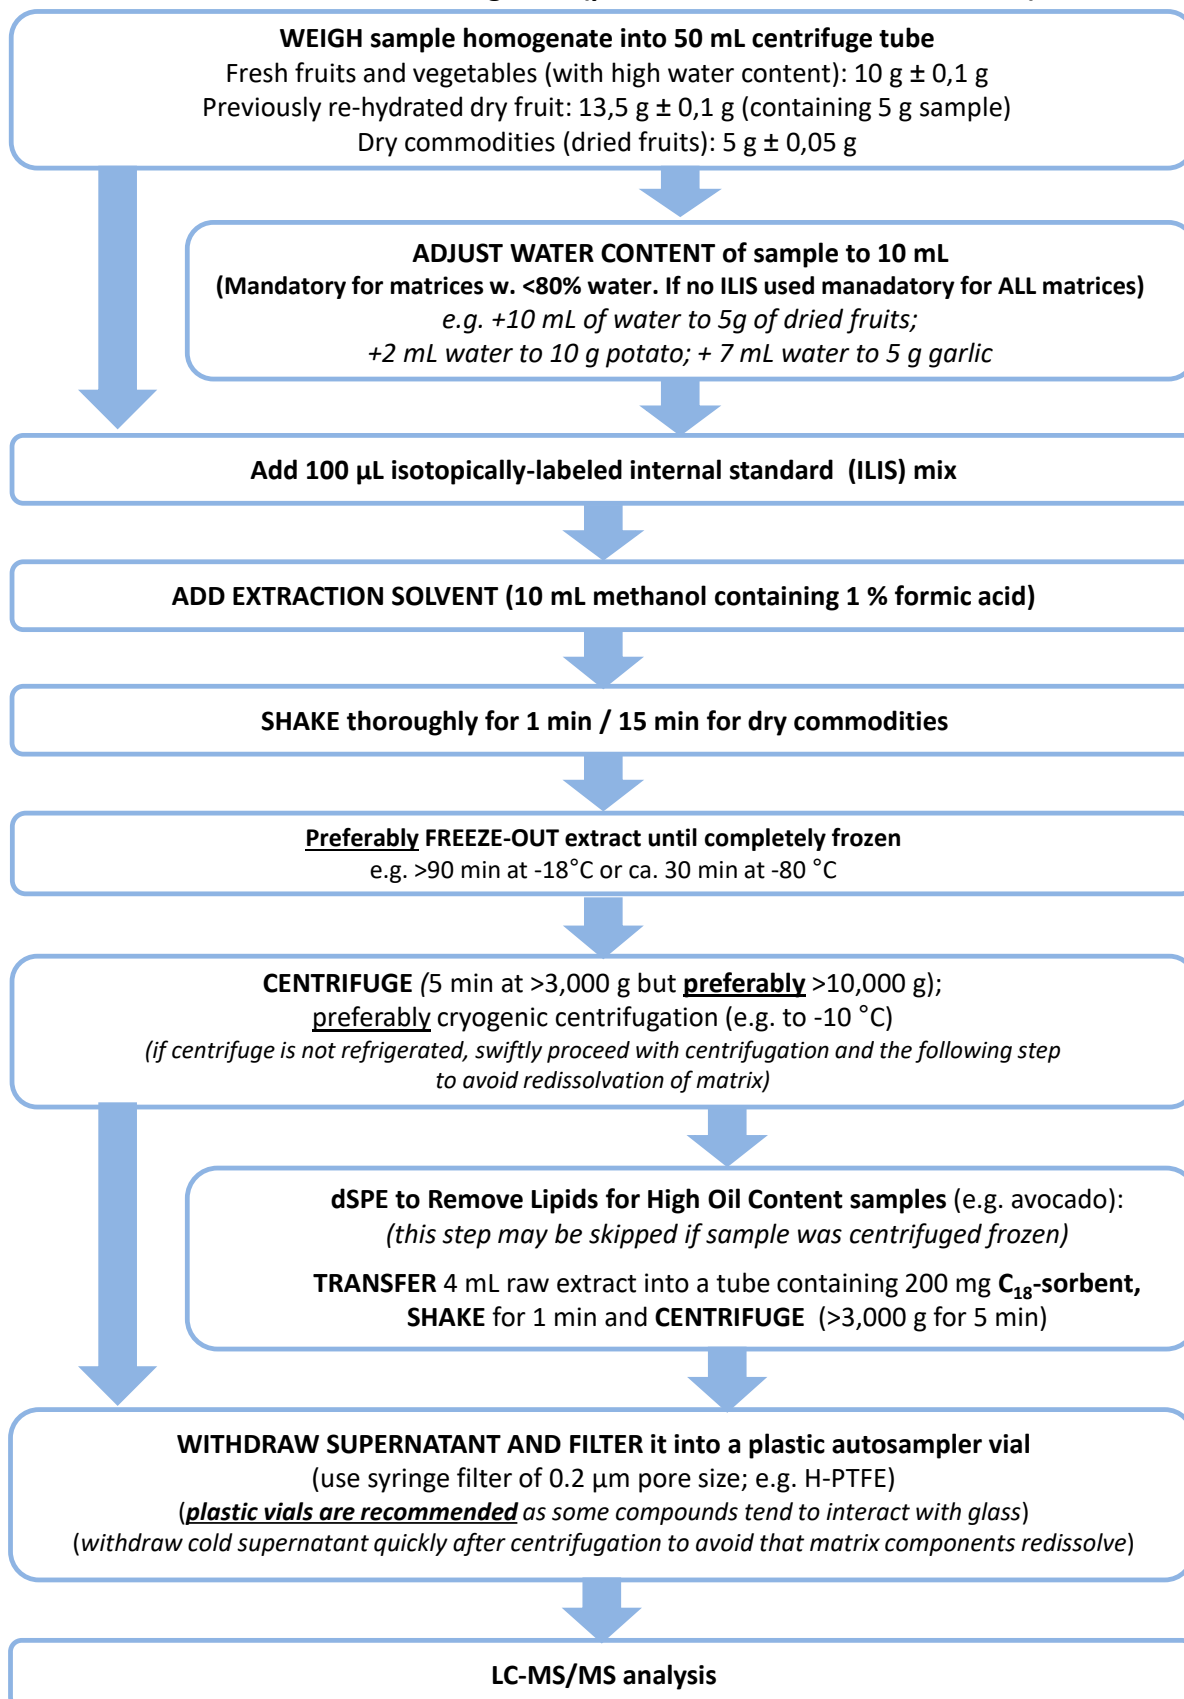 WEIGH sample homogenate into 50 mL centrifuge tube
Fresh fruits and vegetables (with high water content): 10 g ± 0,1 g
Previously re-hydrated dry fruit: 13,5 g ± 0,1 g (containing 5 g sample)
Dry commodities (dried fruits): 5 g ± 0,05 g
ADJUST WATER CONTENT of sample to 10 mL
(Mandatory for matrices w. <80% water. If no ILIS used manadatory for ALL matrices)
e.g. +10 mL of water to 5g of dried fruits;
+2 mL water to 10 g potato; + 7 mL water to 5 g garlic
Add 100 µL isotopically-labeled internal standard (ILIS) mix
ADD EXTRACTION SOLVENT (10 mL methanol containing 1 % formic acid)
SHAKE thoroughly for 1 min / 15 min for dry commodities
Preferably FREEZE-OUT extract until completely frozen
e.g. >90 min at -18°C or ca. 30 min at -80 °C
CENTRIFUGE (5 min at >3,000 g but preferably >10,000 g);
preferably cryogenic centrifugation (e.g. to -10 °C)
(if centrifuge is not refrigerated, swiftly proceed with centrifugation and the following step
to avoid redissolvation of matrix)
dSPE to Remove Lipids for High Oil Content samples (e.g. avocado):
(this step may be skipped if sample was centrifuged frozen)
TRANSFER 4 mL raw extract into a tube containing 200 mg C18-sorbent,
SHAKE for 1 min and CENTRIFUGE (>3,000 g for 5 min)
WITHDRAW SUPERNATANT AND FILTER it into a plastic autosampler vial
(use syringe filter of 0.2 µm pore size; e.g. H-PTFE)
(plastic vials are recommended as some compounds tend to interact with glass)
(withdraw cold supernatant quickly after centrifugation to avoid that matrix components redissolve)
LC-MS/MS analysis